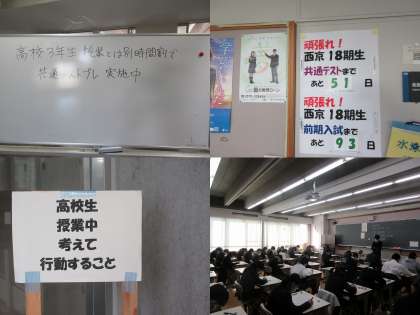 高校3年生 授業とは別時間割で
共通テストプレ 実施中
頑張れ!
西京 18期生
共通テストまで
あと 51 日
頑張れ!
西京 18期生
前期入試まで
あと 93 日
高校生
授業中
考えて
行動すること